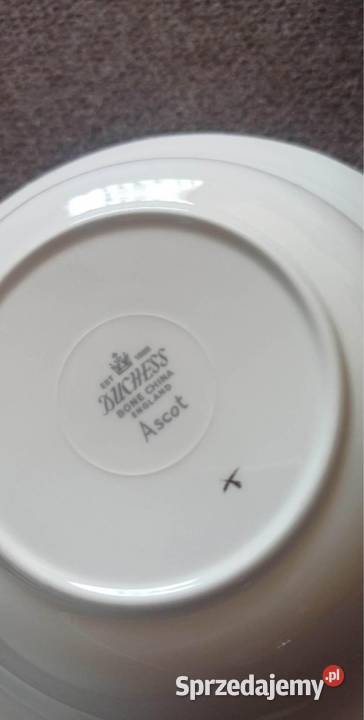 EST 1888
DUCHESS
BONE CHINA
ENGLAND
Ascot
x
Sprzedajemy.pl